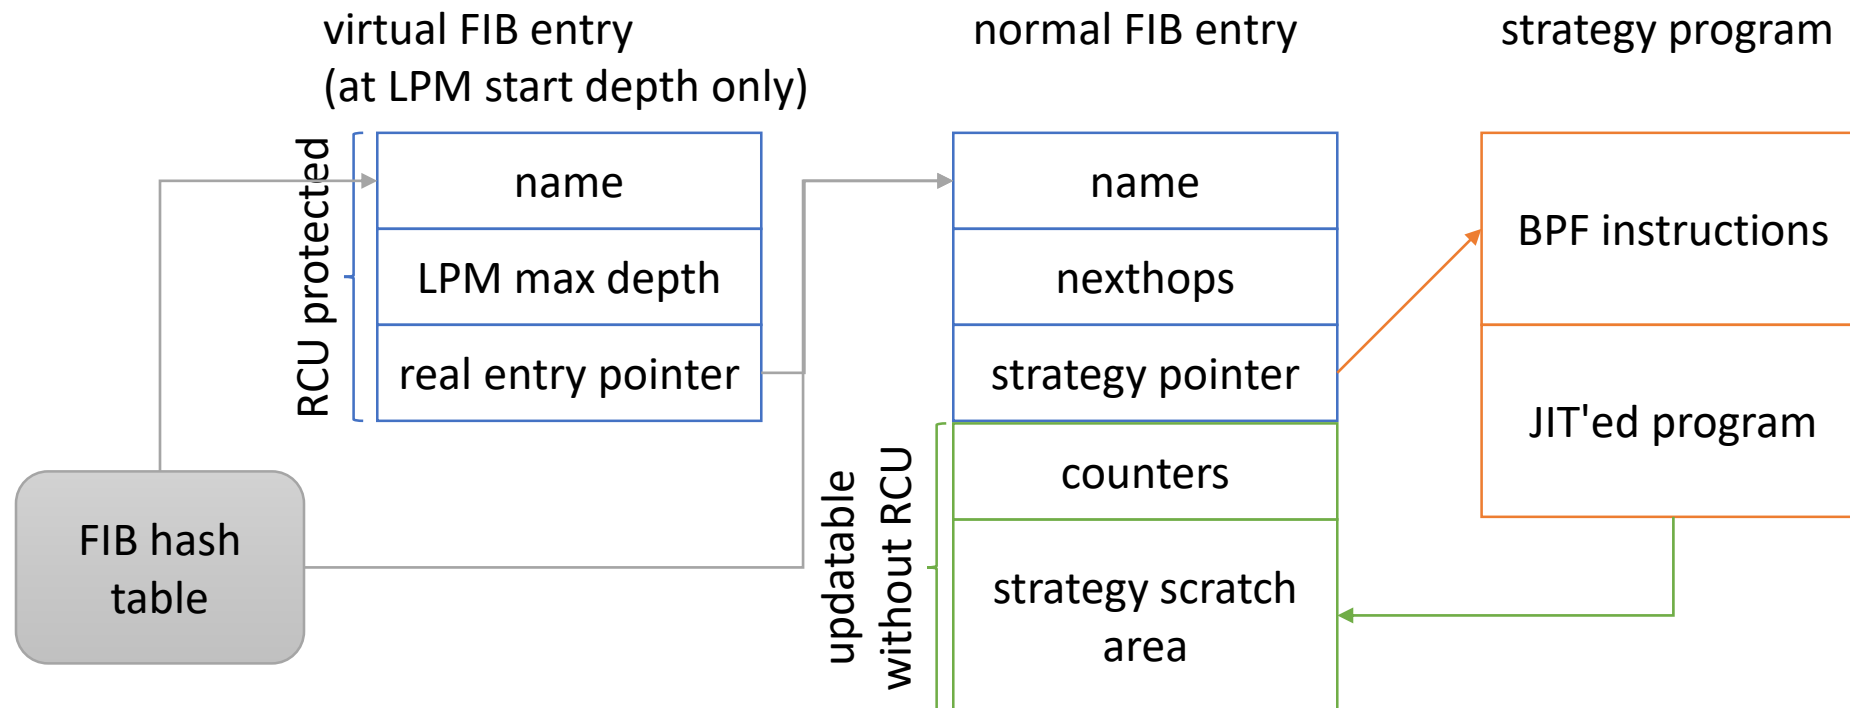 virtual FIB entry
(at LPM start depth only)
normal FIB entry
strategy program
RCU protected
name
LPM max depth
real entry pointer
name
nexthops
strategy pointer
BPF instructions
JIT'ed program
updatable
without RCU
counters
strategy scratch
area
FIB hash
table